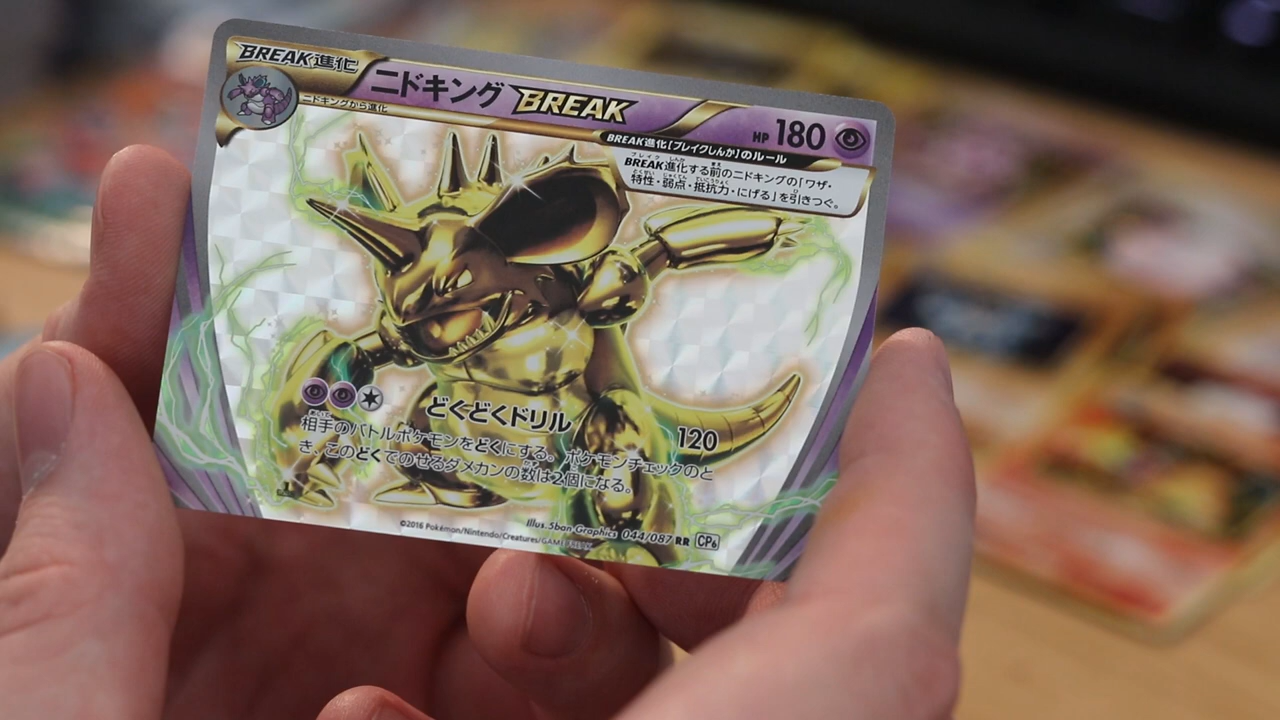 BREAK進化
ニドキング BREAK
HP 180
ニドキングから進化
BREAK進化[ブレイクしんか]のルール
BREAK進化する前のニドキングの「ワザ・
特性・弱点・抵抗力・にげる」を引きつぐ。
どくどくドリル 120
相手のバトルポケモンをどくにする。ポケモンチェックのと
き、このどくでのせるダメカンの数は2個になる。
Illus.5ban Graphics 044/087 RR CP6
©2016 Pokémon/Nintendo/Creatures/GAME FREAK